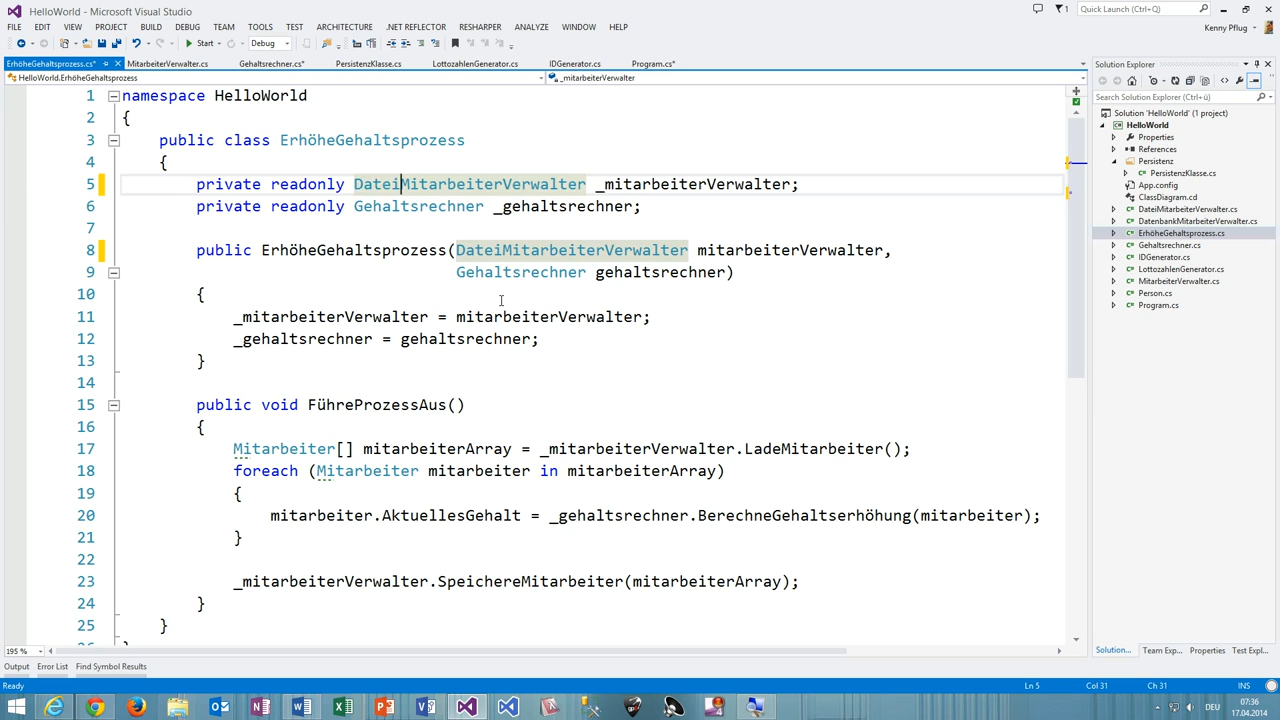 HelloWorld - Microsoft Visual Studio
Quick Launch (Ctrl+Q)
FILE EDIT VIEW PROJECT BUILD DEBUG TEAM TOOLS TEST ARCHITECTURE .NET REFLECTOR RESHARPER ANALYZE WINDOW HELP
Kenny Pflug
Start Debug
ErhöheGehaltsprozess.cs* MitarbeiterVerwalter.cs Gehaltsrechner.cs* PersistenzKlasse.cs LottozahlenGenerator.cs IDGenerator.cs Program.cs*
HelloWorld.ErhöheGehaltsprozess _mitarbeiterVerwalter
1 namespace HelloWorld
2 {
3 public class ErhöheGehaltsprozess
4 {
5 private readonly DateiMitarbeiterVerwalter _mitarbeiterVerwalter;
6 private readonly Gehaltsrechner _gehaltsrechner;
7
8 public ErhöheGehaltsprozess(DateiMitarbeiterVerwalter mitarbeiterVerwalter,
9 Gehaltsrechner gehaltsrechner)
10 {
11 _mitarbeiterVerwalter = mitarbeiterVerwalter;
12 _gehaltsrechner = gehaltsrechner;
13 }
14
15 public void FühreProzessAus()
16 {
17 Mitarbeiter[] mitarbeiterArray = _mitarbeiterVerwalter.LadeMitarbeiter();
18 foreach (Mitarbeiter mitarbeiter in mitarbeiterArray)
19 {
20 mitarbeiter.AktuellesGehalt = _gehaltsrechner.BerechneGehaltserhöhung(mitarbeiter);
21 }
22
23 _mitarbeiterVerwalter.SpeichereMitarbeiter(mitarbeiterArray);
24 }
25 }
195 %
Solution Explorer
Search Solution Explorer (Ctrl+ü)
Solution 'HelloWorld' (1 project)
HelloWorld
Properties
References
Persistenz
PersistenzKlasse.cs
App.config
ClassDiagram.cd
DateiMitarbeiterVerwalter.cs
DatenbankMitarbeiterVerwalter.cs
ErhöheGehaltsprozess.cs
Gehaltsrechner.cs
IDGenerator.cs
LottozahlenGenerator.cs
MitarbeiterVerwalter.cs
Person.cs
Program.cs
Solution... Team Exp... Properties Test Expl...
Output Error List Find Symbol Results
Ready Ln 5 Col 31 Ch 31 INS
DEU
07:36
17.04.2014